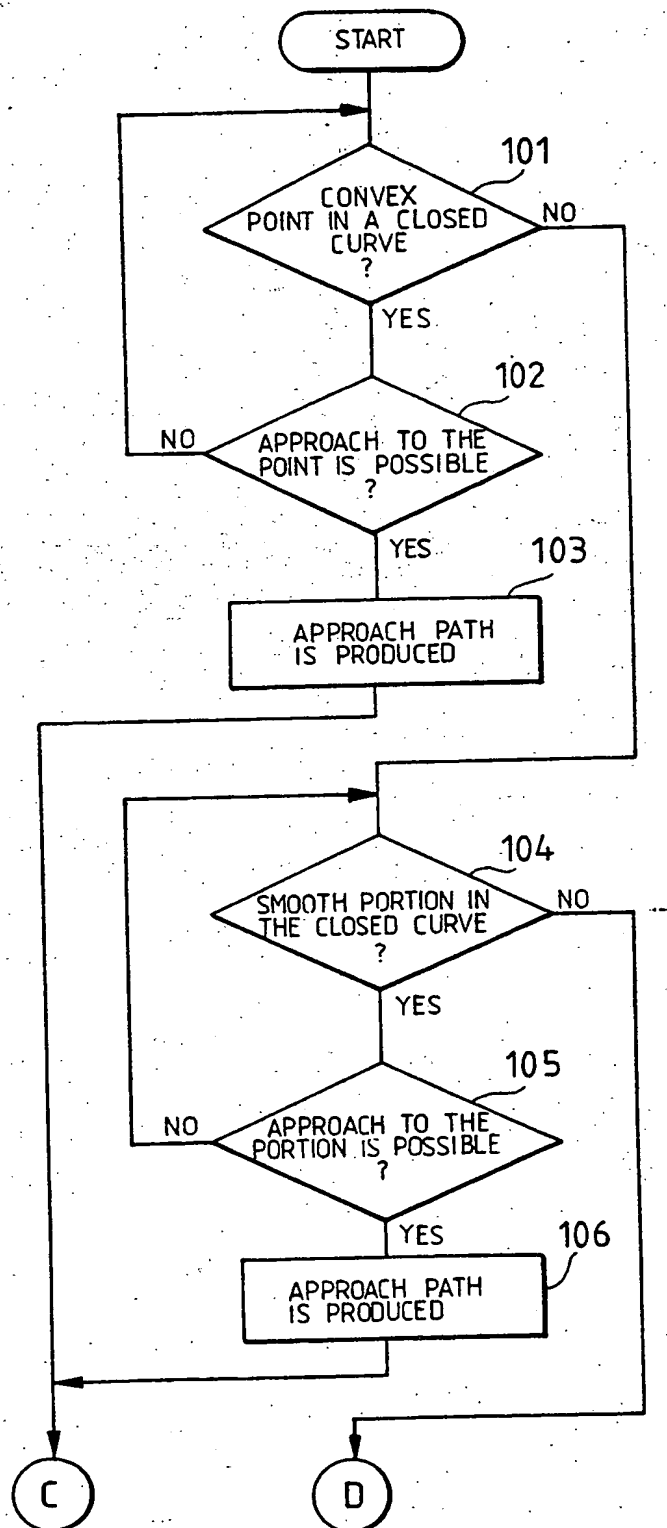 START
101
CONVEX
POINT IN A CLOSED
CURVE
?
NO
YES
102
APPROACH TO THE
POINT IS POSSIBLE
?
NO
YES
103
APPROACH PATH
IS PRODUCED
104
SMOOTH PORTION IN
THE CLOSED CURVE
?
NO
YES
105
APPROACH TO THE
PORTION IS POSSIBLE
?
NO
YES
106
APPROACH PATH
IS PRODUCED
C
D